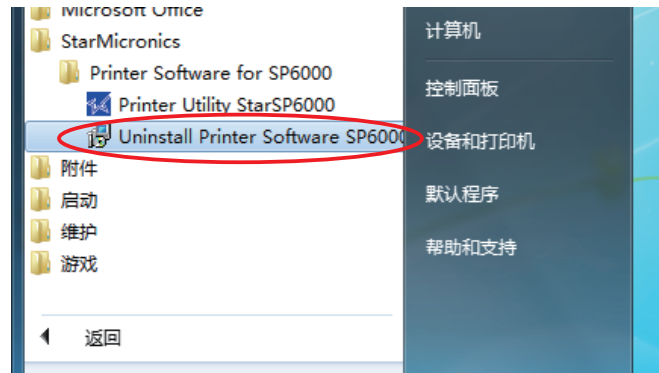 Microsoft Office
StarMicronics
Printer Software for SP6000
Printer Utility StarSP6000
Uninstall Printer Software SP6000
附件
启动
维护
游戏
返回
计算机
控制面板
设备和打印机
默认程序
帮助和支持